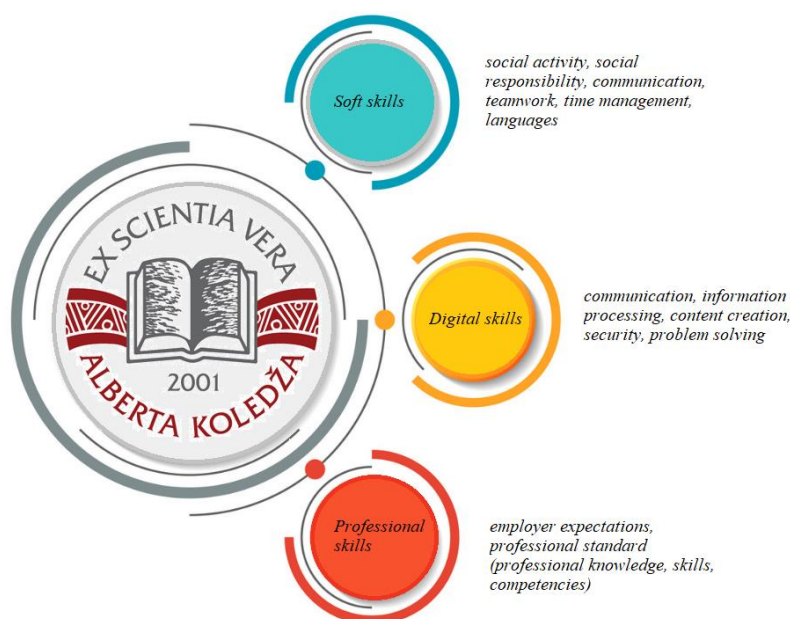 Soft skills
social activity, social
responsibility, communication,
teamwork, time management,
languages
EX SCIENTIA VERA
2001
ALBERTA KOLEDŽA
Digital skills
communication, information
processing, content creation,
security, problem solving
Professional
skills
employer expectations,
professional standard
(professional knowledge, skills,
competencies)